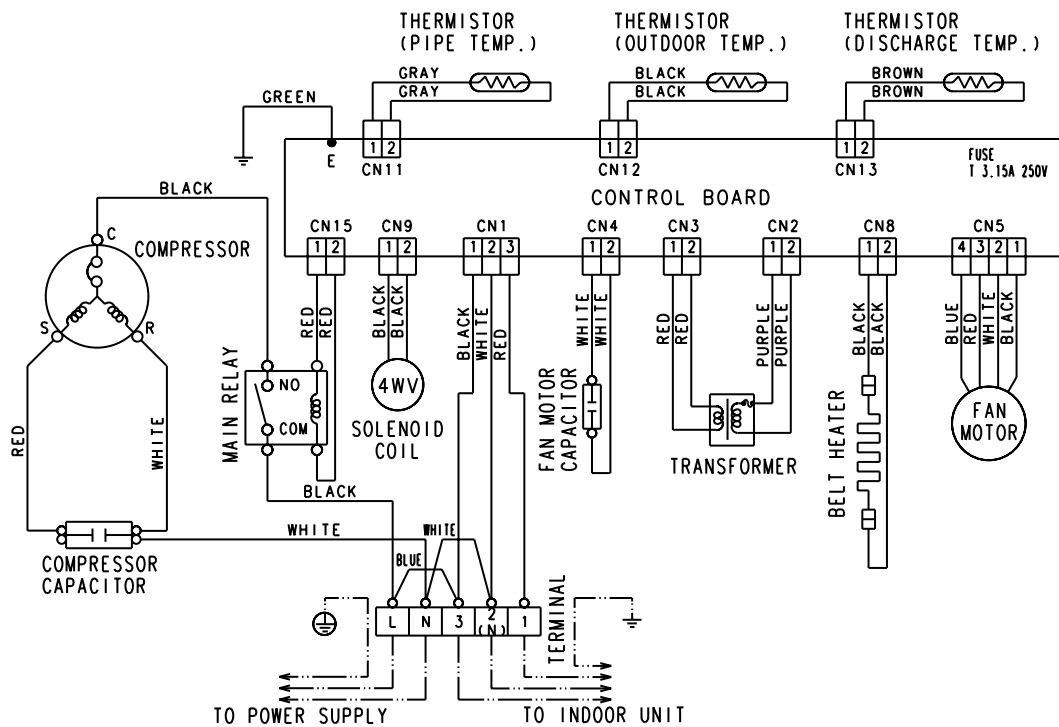 THERMISTOR
(PIPE TEMP.)
THERMISTOR
(OUTDOOR TEMP.)
THERMISTOR
(DISCHARGE TEMP.)
GRAY
GRAY
BLACK
BLACK
BROWN
BROWN
GREEN
E
1 2
CN11
1 2
CN12
1 2
CN13
FUSE
T 3.15A 250V
CONTROL BOARD
BLACK
C
COMPRESSOR
S
R
CN15
1 2
CN9
1 2
CN1
1 2 3
CN4
1 2
CN3
1 2
CN2
1 2
CN8
1 2
CN5
4 3 2 1
RED
RED
BLACK
BLACK
BLACK
WHITE
RED
WHITE
WHITE
RED
RED
PURPLE
PURPLE
BLACK
BLACK
BLUE
RED
WHITE
BLACK
MAIN RELAY
NO
COM
4WV
SOLENOID
COIL
FAN MOTOR
CAPACITOR
TRANSFORMER
BELT HEATER
FAN
MOTOR
RED
WHITE
BLACK
WHITE
WHITE
BLUE
COMPRESSOR
CAPACITOR
L N 3 2 1
(N)
TERMINAL
TO POWER SUPPLY
TO INDOOR UNIT